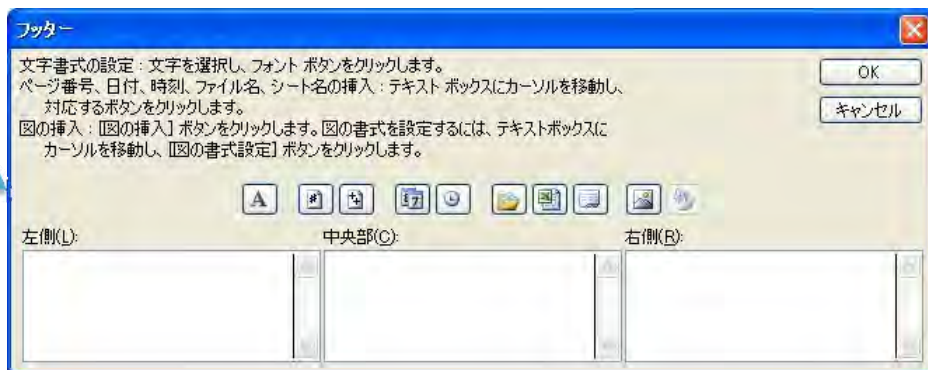 フッター
文字書式の設定：文字を選択し、フォント ボタンをクリックします。
ページ番号、日付、時刻、ファイル名、シート名の挿入：テキスト ボックスにカーソルを移動し、
対応するボタンをクリックします。
図の挿入：[図の挿入] ボタンをクリックします。図の書式を設定するには、テキストボックスに
カーソルを移動し、[図の書式設定] ボタンをクリックします。
OK
キャンセル
A
左側(L):
中央部(C):
右側(R):